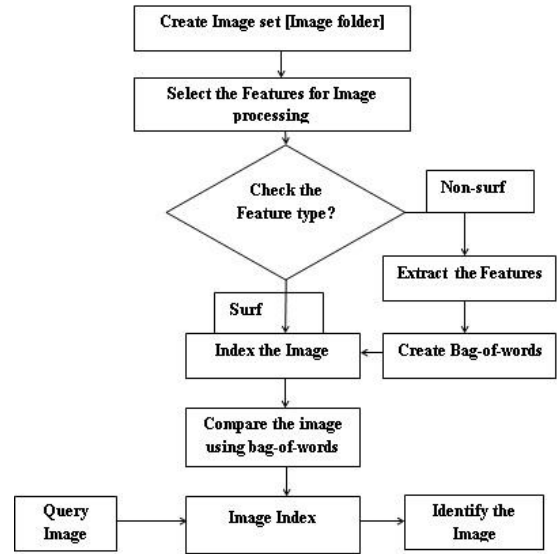 Create Image set [Image folder]
Select the Features for Image
processing
Check the
Feature type?
Non-surf
Extract the Features
Surf
Index the Image
Create Bag-of-words
Compare the image
using bag-of-words
Query
Image
Image Index
Identify the
Image